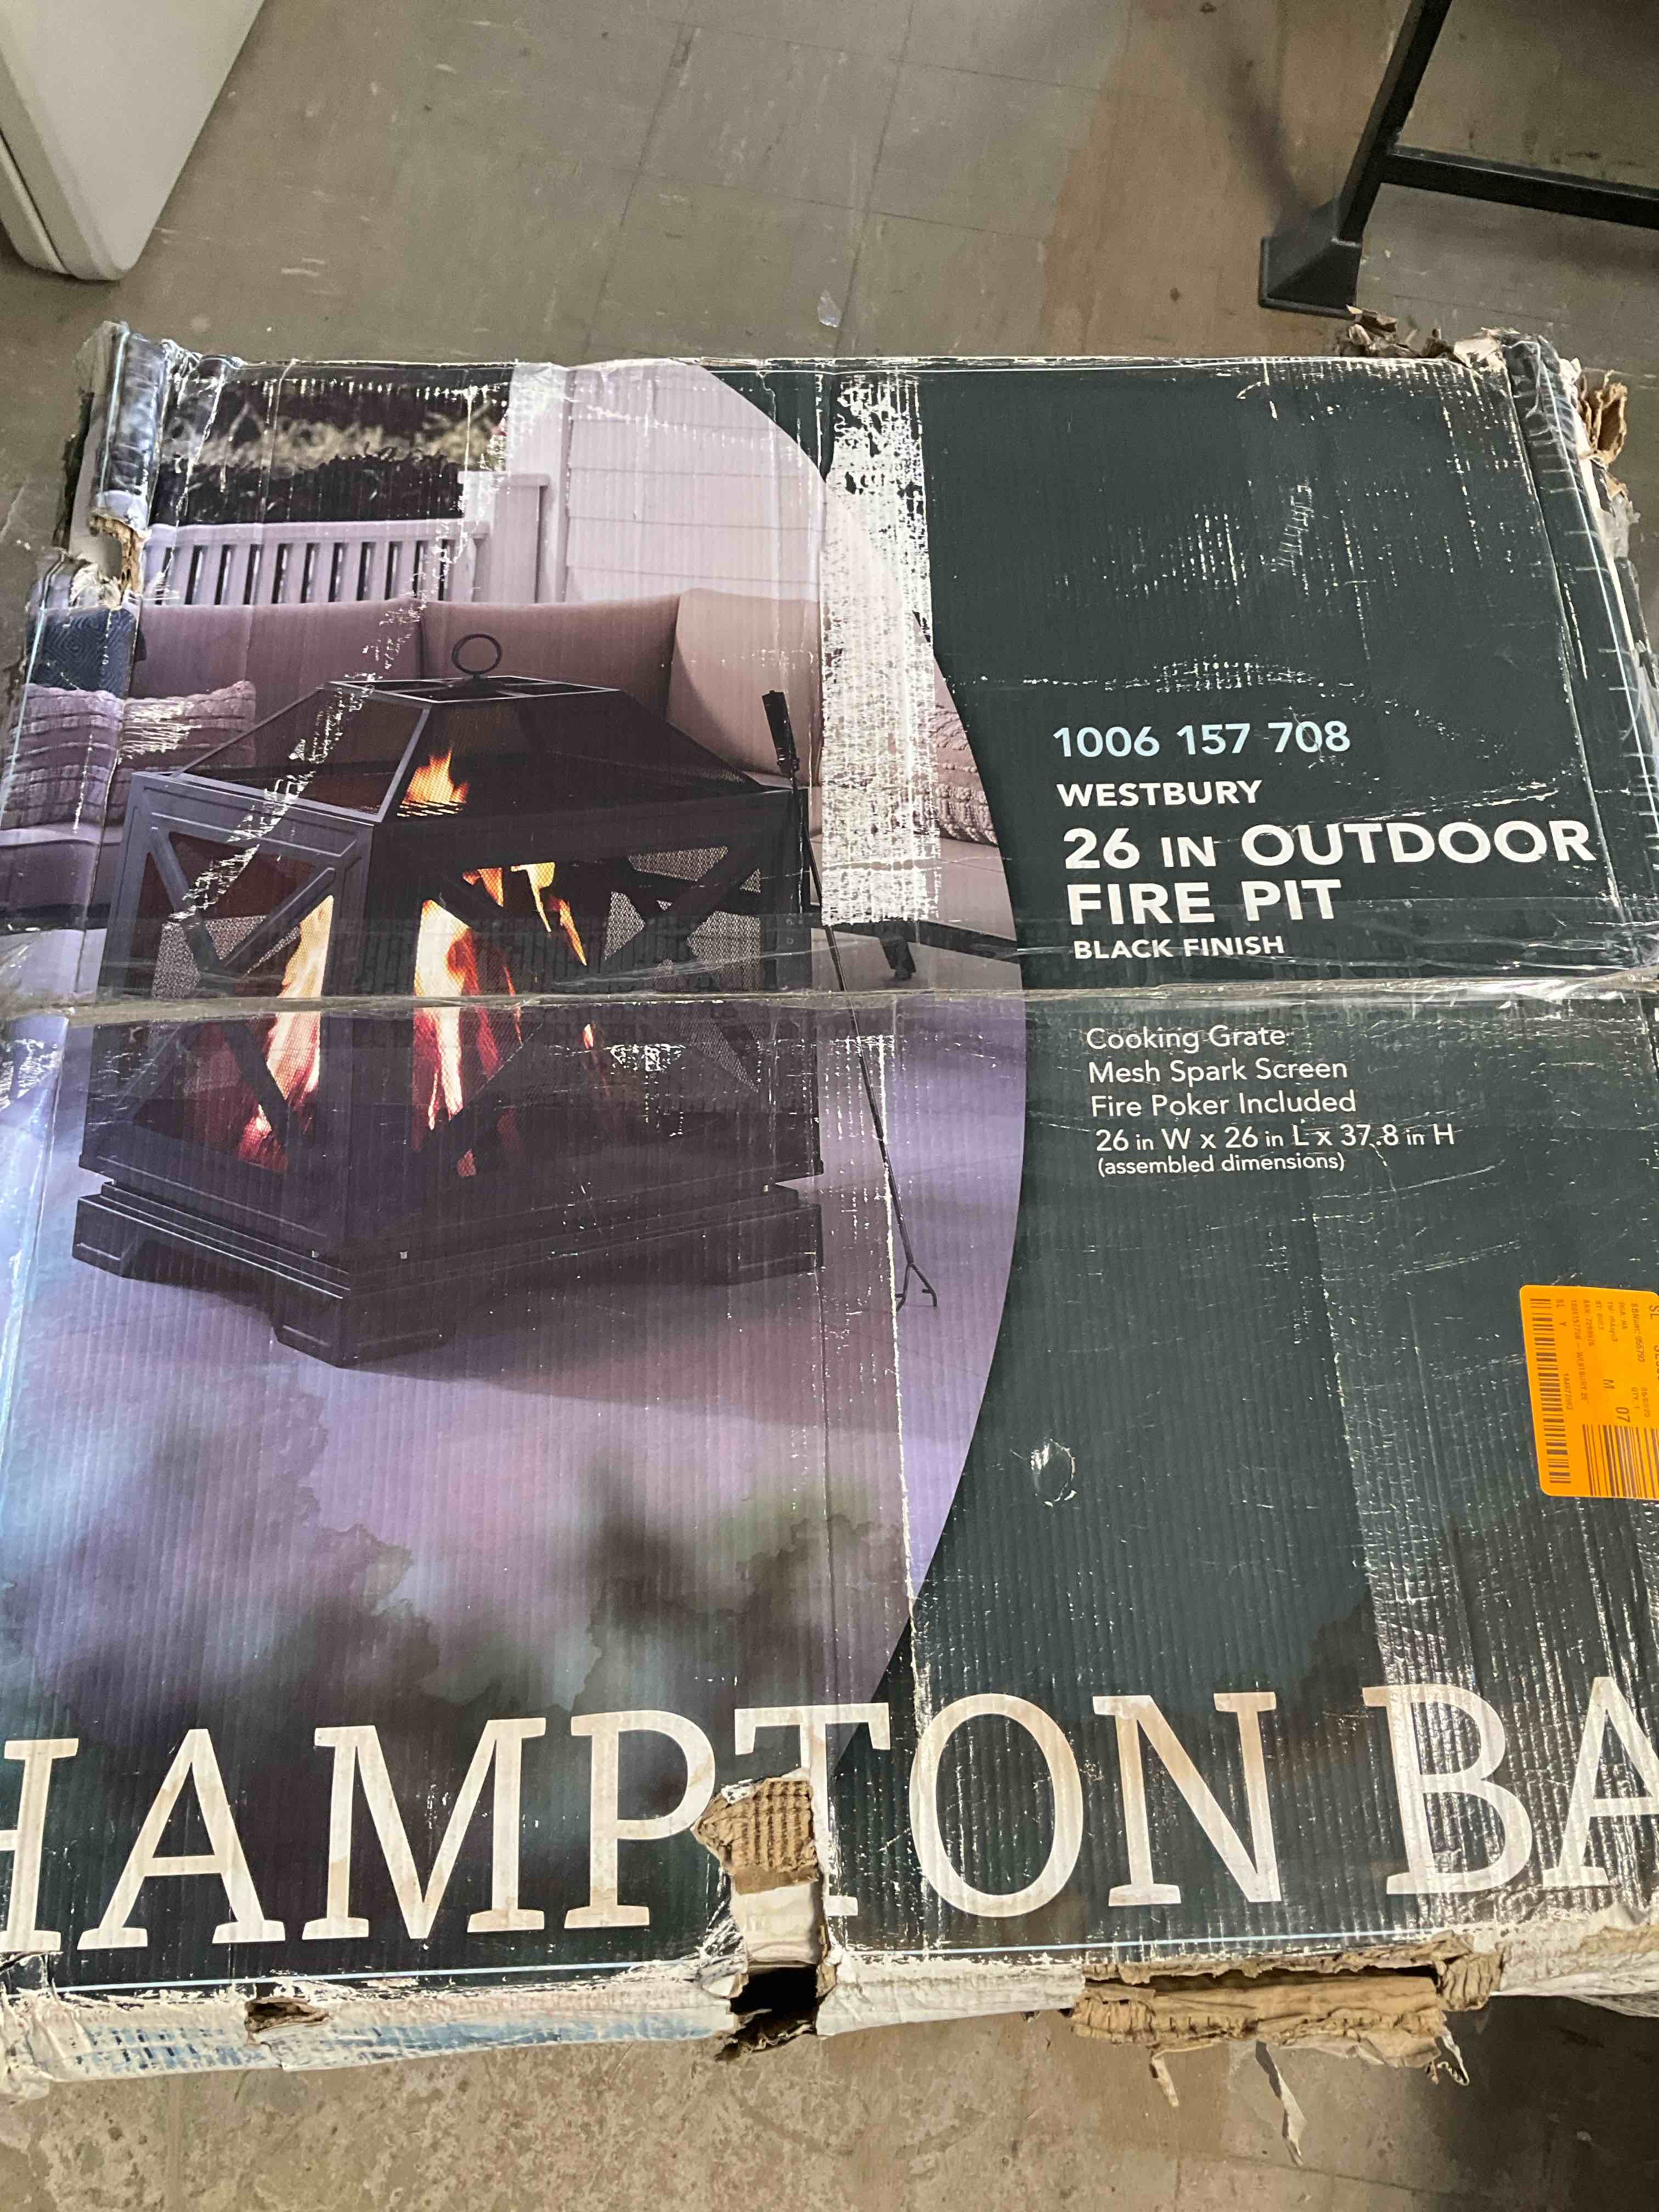 1006 157 708
WESTBURY
26 IN OUTDOOR
FIRE PIT
BLACK FINISH
Cooking Grate
Mesh Spark Screen
Fire Poker Included
26 in W x 26 in L x 37.8 in H
(assembled dimensions)
M
07
HAMPTON BA